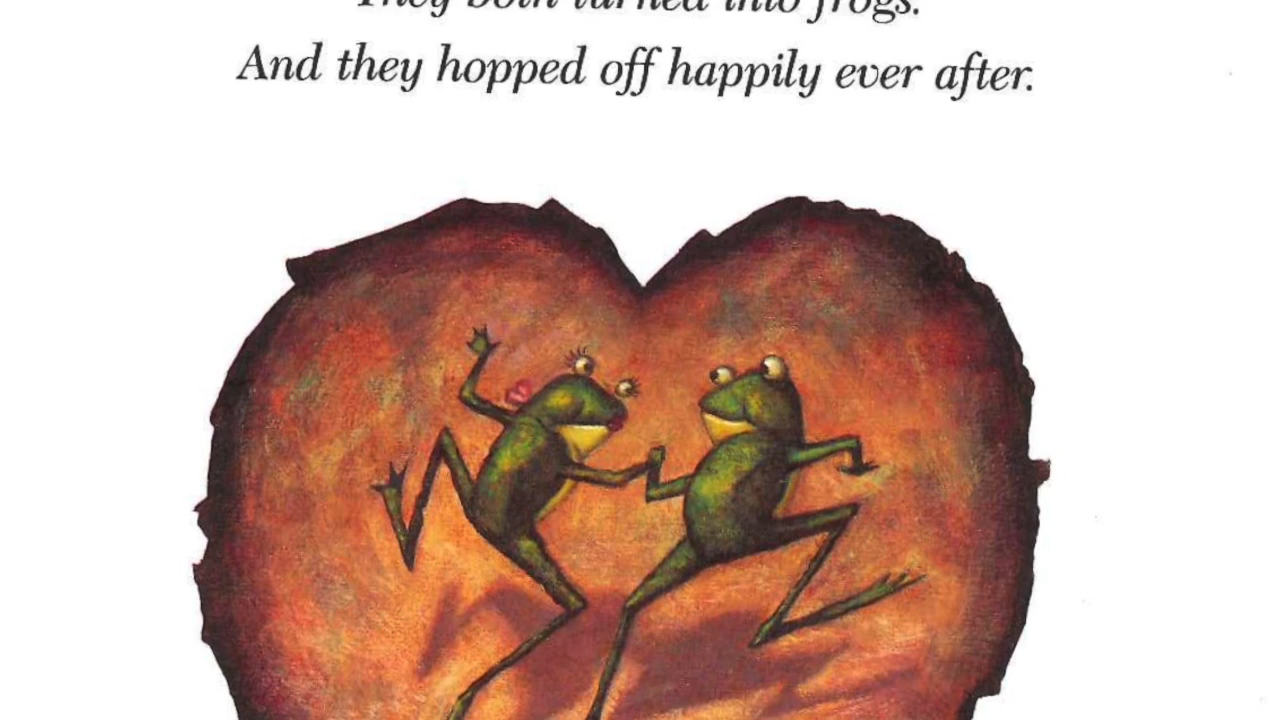 They both turned into frogs.
And they hopped off happily ever after.